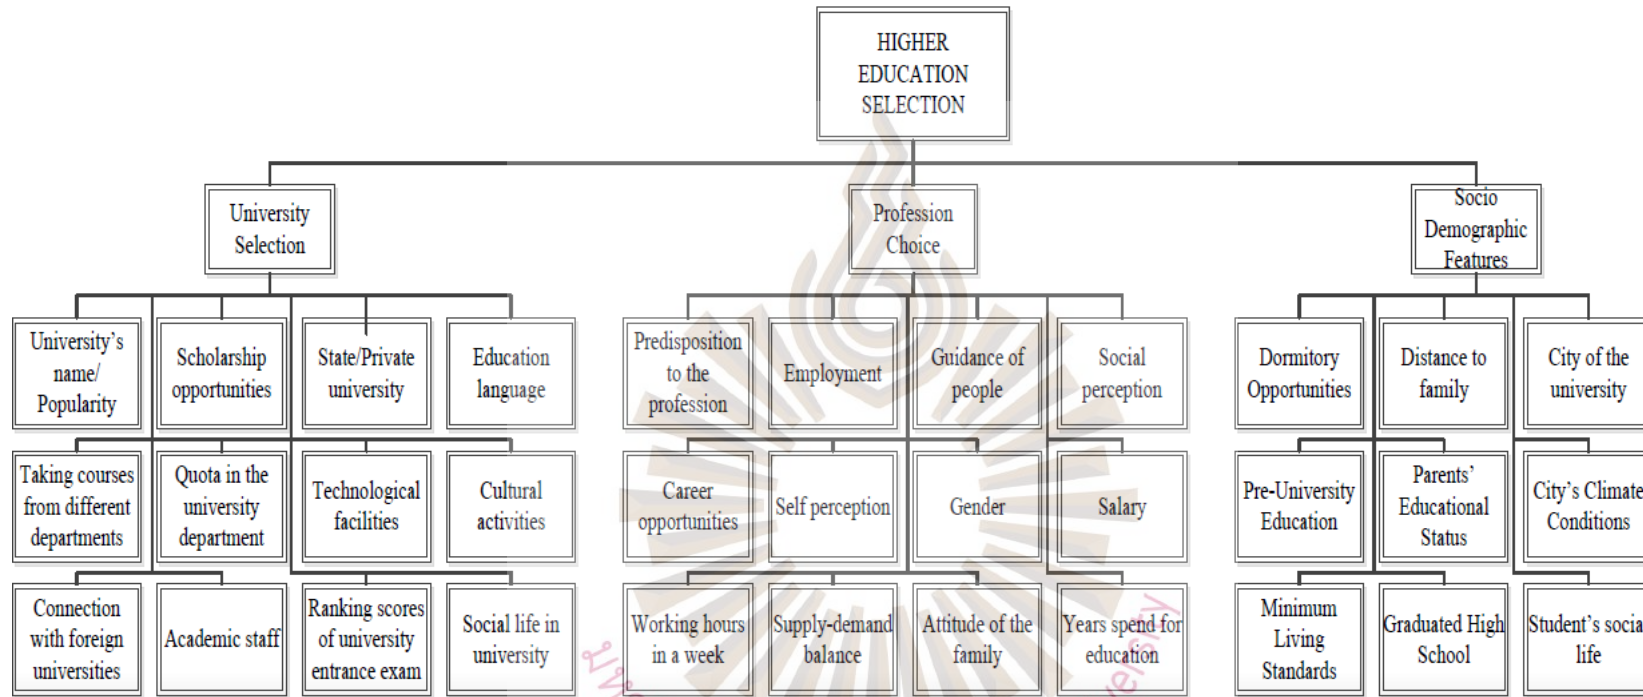 HIGHER
EDUCATION
SELECTION
University
Selection
Profession
Choice
Socio
Demographic
Features
University's
name/
Popularity
Scholarship
opportunities
State/Private
university
Education
language
Predisposition
to the
profession
Employment
Guidance of
people
Social
perception
Dormitory
Opportunities
Distance to
family
City of the
university
Taking courses
from different
departments
Quota in the
university
department
Technological
facilities
Cultural
activities
Career
opportunities
Self perception
Gender
Salary
Pre-University
Education
Parents'
Educational
Status
City's Climate
Conditions
Connection
with foreign
universities
Academic staff
Ranking scores
of university
entrance exam
Social life in
university
Working hours
in a week
Supply-demand
balance
Attitude of the
family
Years spend for
education
Minimum
Living
Standards
Graduated High
School
Student's social
life